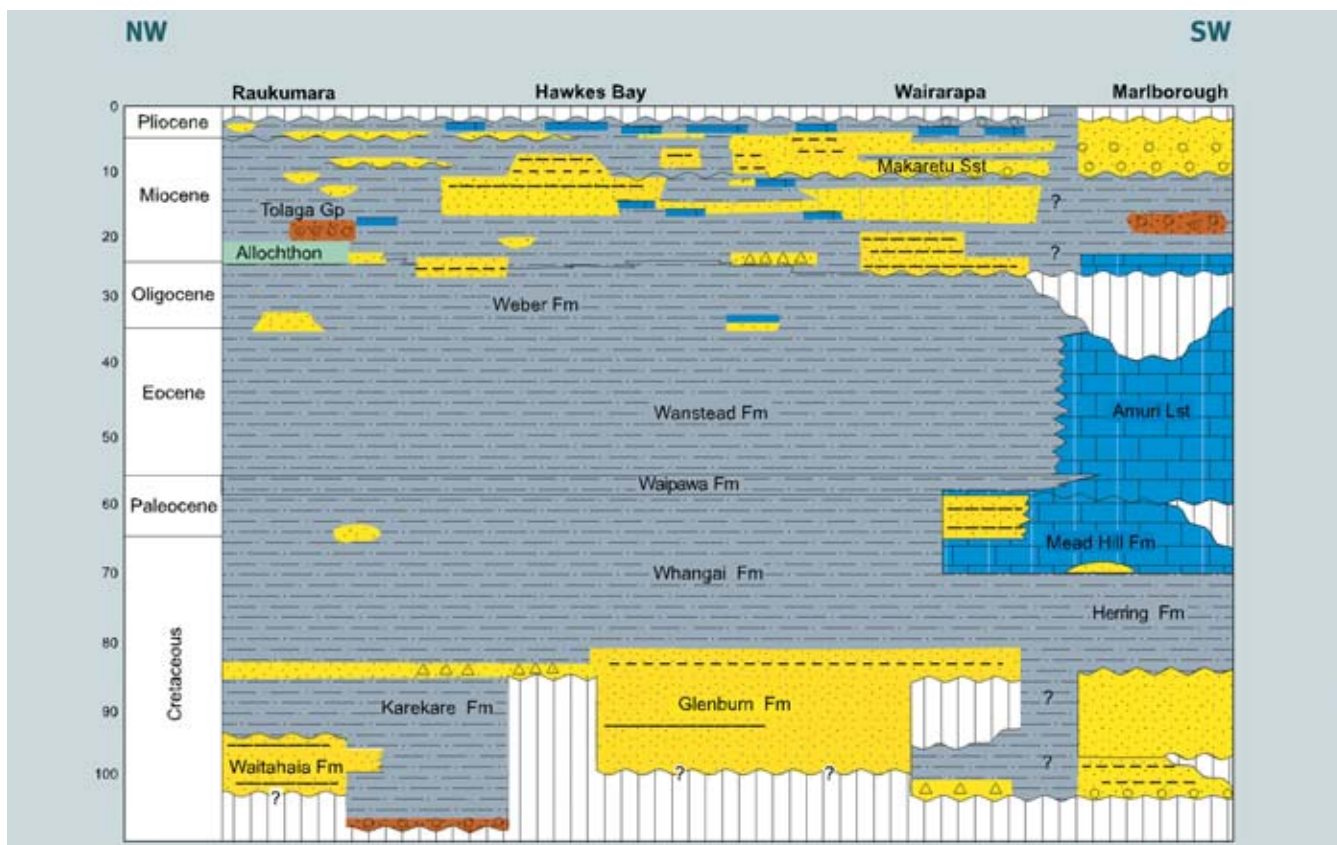 NW
SW
Raukumara
Hawkes Bay
Wairarapa
Marlborough
0
Pliocene
10
Makaretu Sst
Miocene
Tolaga Gp
?
20
Allochthon
?
Oligocene
30
Weber Fm
40
Eocene
Wanstead Fm
Amuri Lst
50
Waipawa Fm
60
Paleocene
Mead Hill Fm
70
Whangai Fm
Herring Fm
80
Cretaceous
Karekare Fm
Glenburn Fm
?
90
Waitahaia Fm
?
100
?
?
?